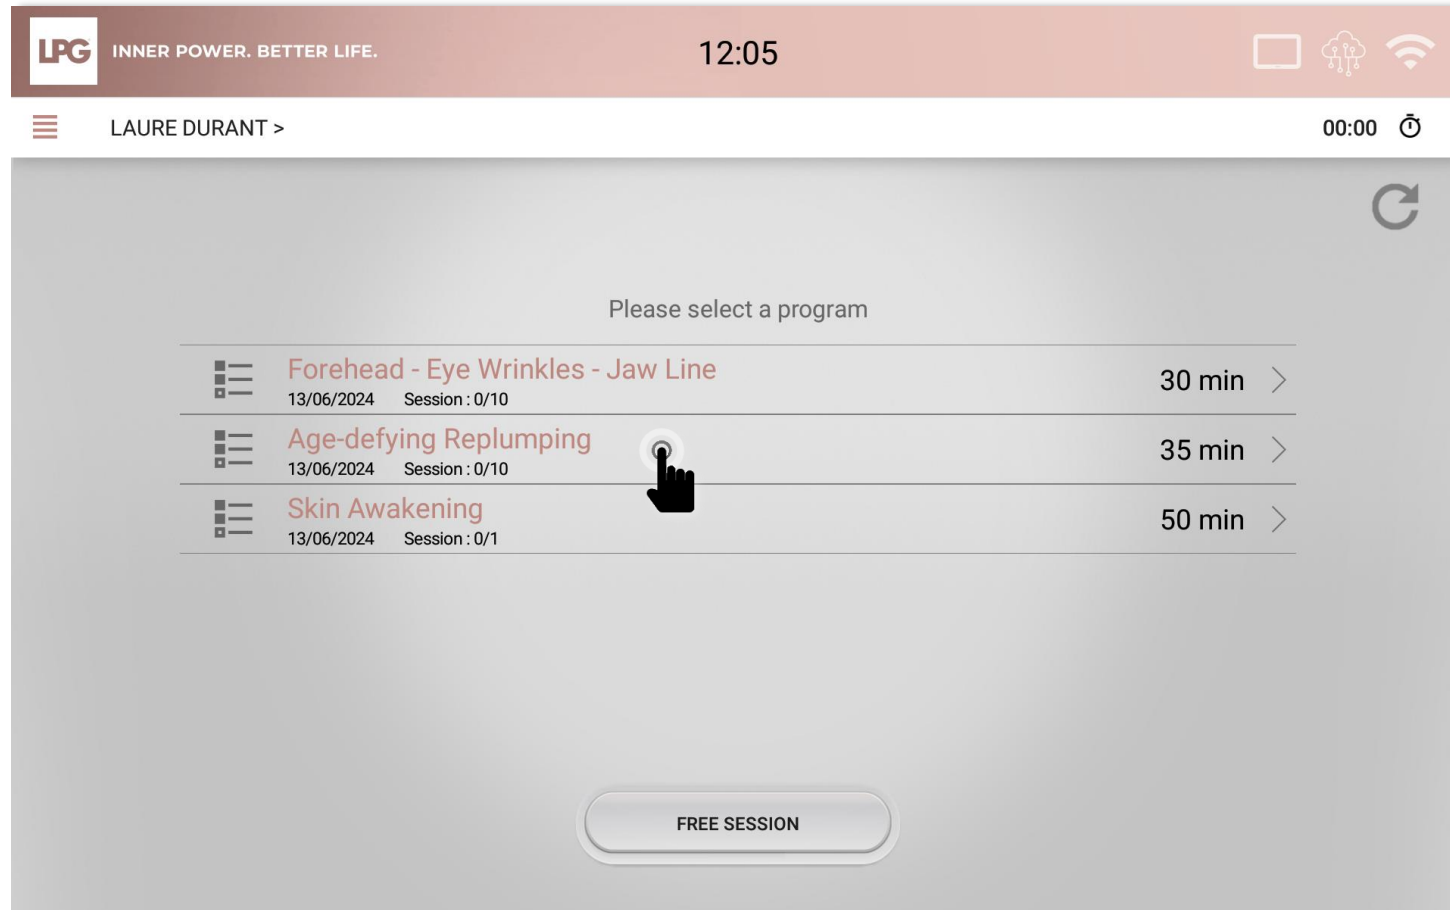 LPG INNER POWER. BETTER LIFE. 12:05
LAURE DURANT > 00:00
Please select a program
Forehead - Eye Wrinkles - Jaw Line 30 min
13/06/2024 Session : 0/10
Age-defying Replumping 35 min
13/06/2024 Session : 0/10
Skin Awakening 50 min
13/06/2024 Session : 0/1
FREE SESSION